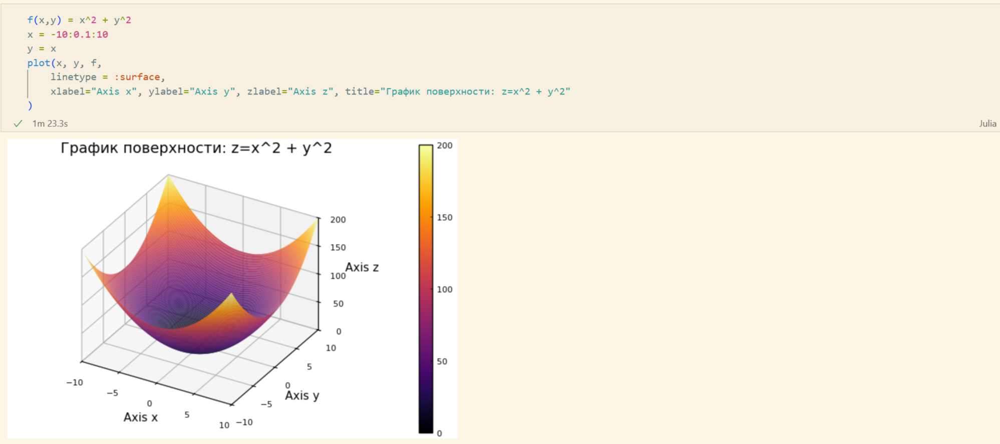 f(x,y) = x^2 + y^2
x = -10:0.1:10
y = x
plot(x, y, f,
linetype = :surface,
xlabel="Axis x", ylabel="Axis y", zlabel="Axis z", title="График поверхности: z=x^2 + y^2"
)
1m 23.3s
Julia
График поверхности: z=x^2 + y^2
200
150
100
50
0
200
150
100
50
0
Axis z
10
5
0
−5
−10
Axis y
−10
−5
0
5
10
Axis x